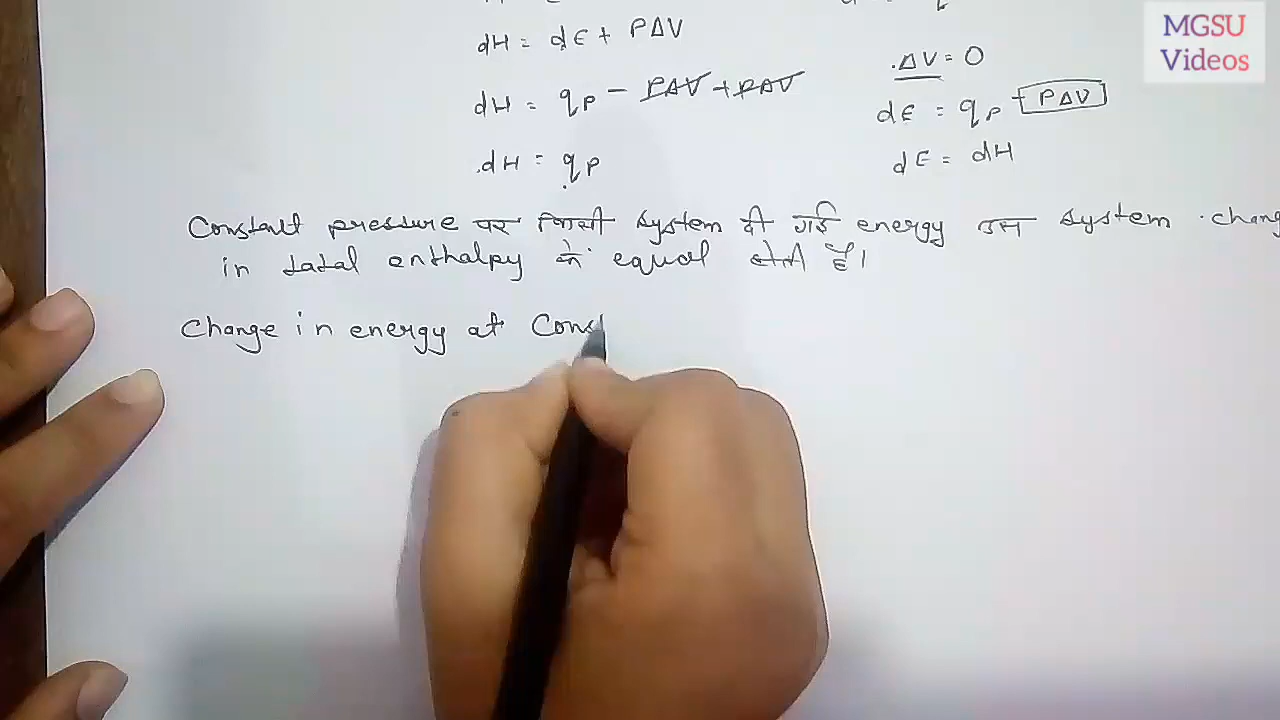 dH = dE + PΔV
dH = qp - PΔV + PΔV
dH = qp
ΔV = 0
dE = qp + PΔV
dE = dH
Constant pressure पर किसी system दी गई energy उस system chang
in total enthalpy के equal होती है।
Change in energy at Cons
MGSU
Videos